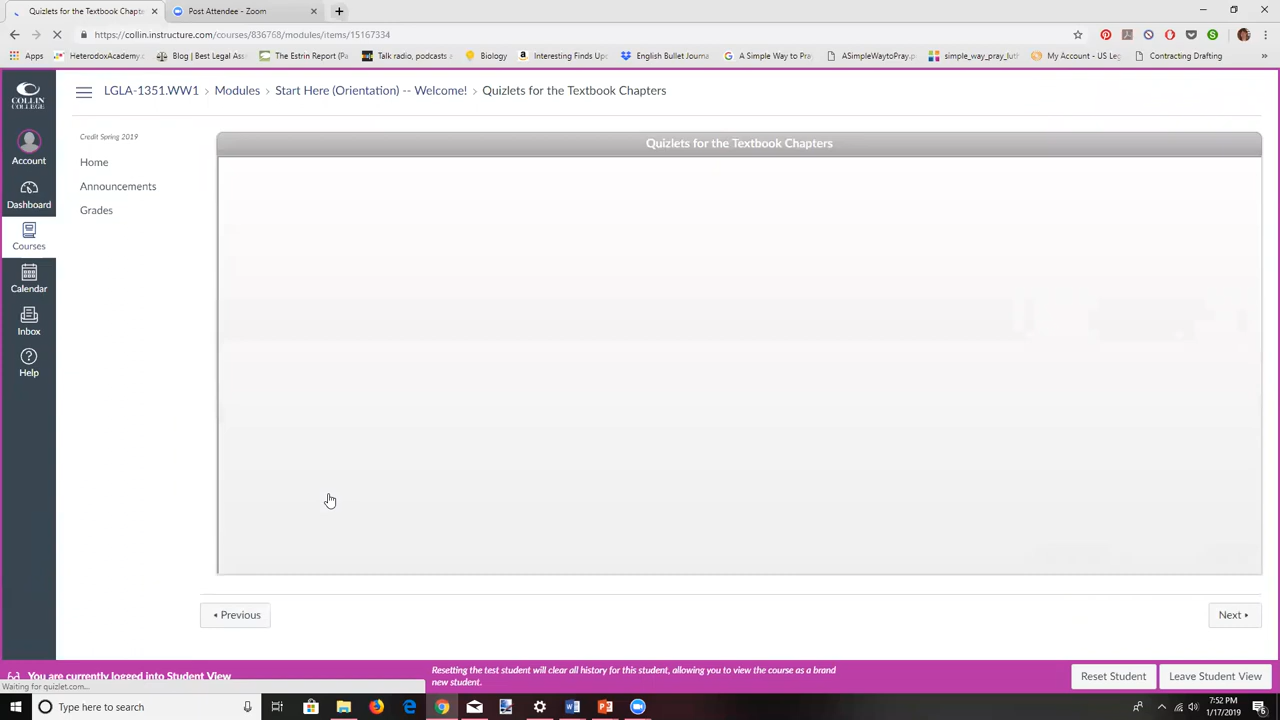 Quizlets for the Textbook Chapters
Post Attendee - Zoom
https://collin.instructure.com/courses/836768/modules/items/15167334
Apps
HeterodoxAcademy.c
Blog | Best Legal Ass
The Estrin Report (Pa
Talk radio, podcasts a
Biology
Interesting Finds Upd
English Bullet Journa
A Simple Way to Pray
ASimpleWaytoPray.p
simple_way_pray_luth
My Account - US Leg
Contracting Drafting
COLLIN COLLEGE
LGLA-1351.WW1 › Modules › Start Here (Orientation) -- Welcome! › Quizlets for the Textbook Chapters
Credit Spring 2019
Quizlets for the Textbook Chapters
Account
Home
Dashboard
Announcements
Grades
Courses
Calendar
Inbox
Help
Previous
Next
You are currently logged into Student View
Resetting the test student will clear all history for this student, allowing you to view the course as a brand
new student.
Reset Student
Leave Student View
Waiting for quizlet.com...
Type here to search
7:52 PM
1/17/2019